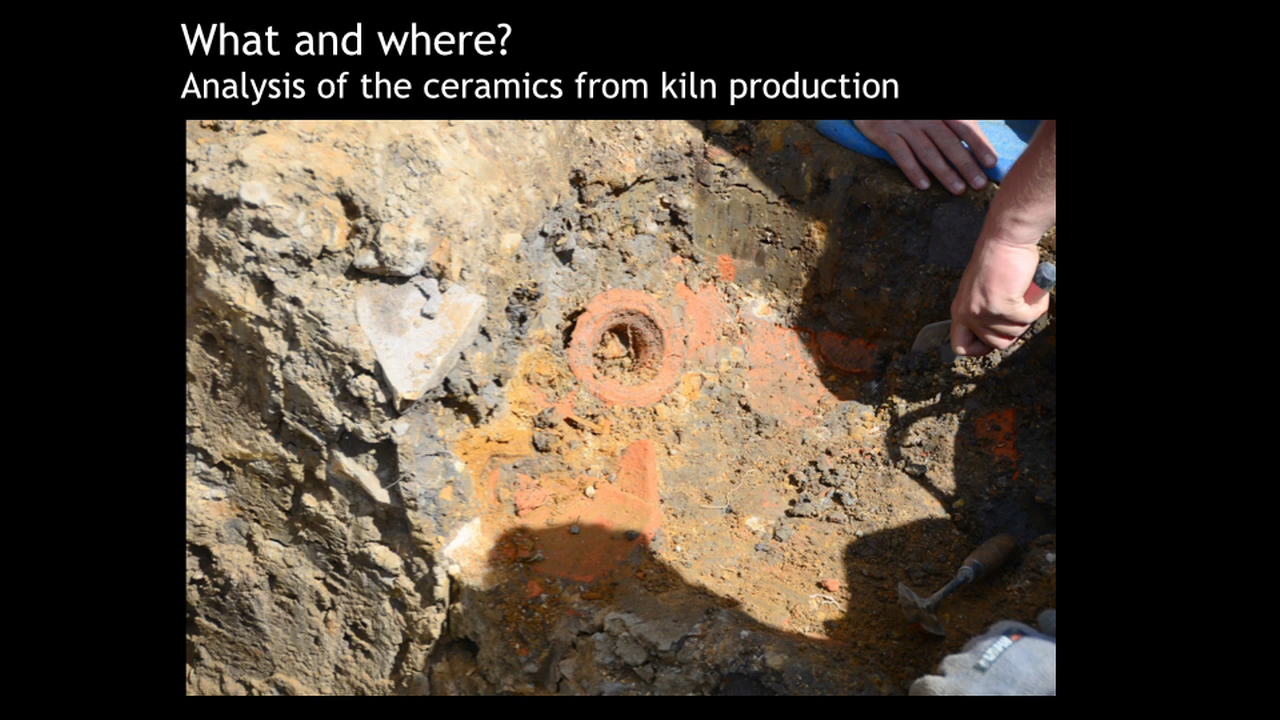 What and where?
Analysis of the ceramics from kiln production